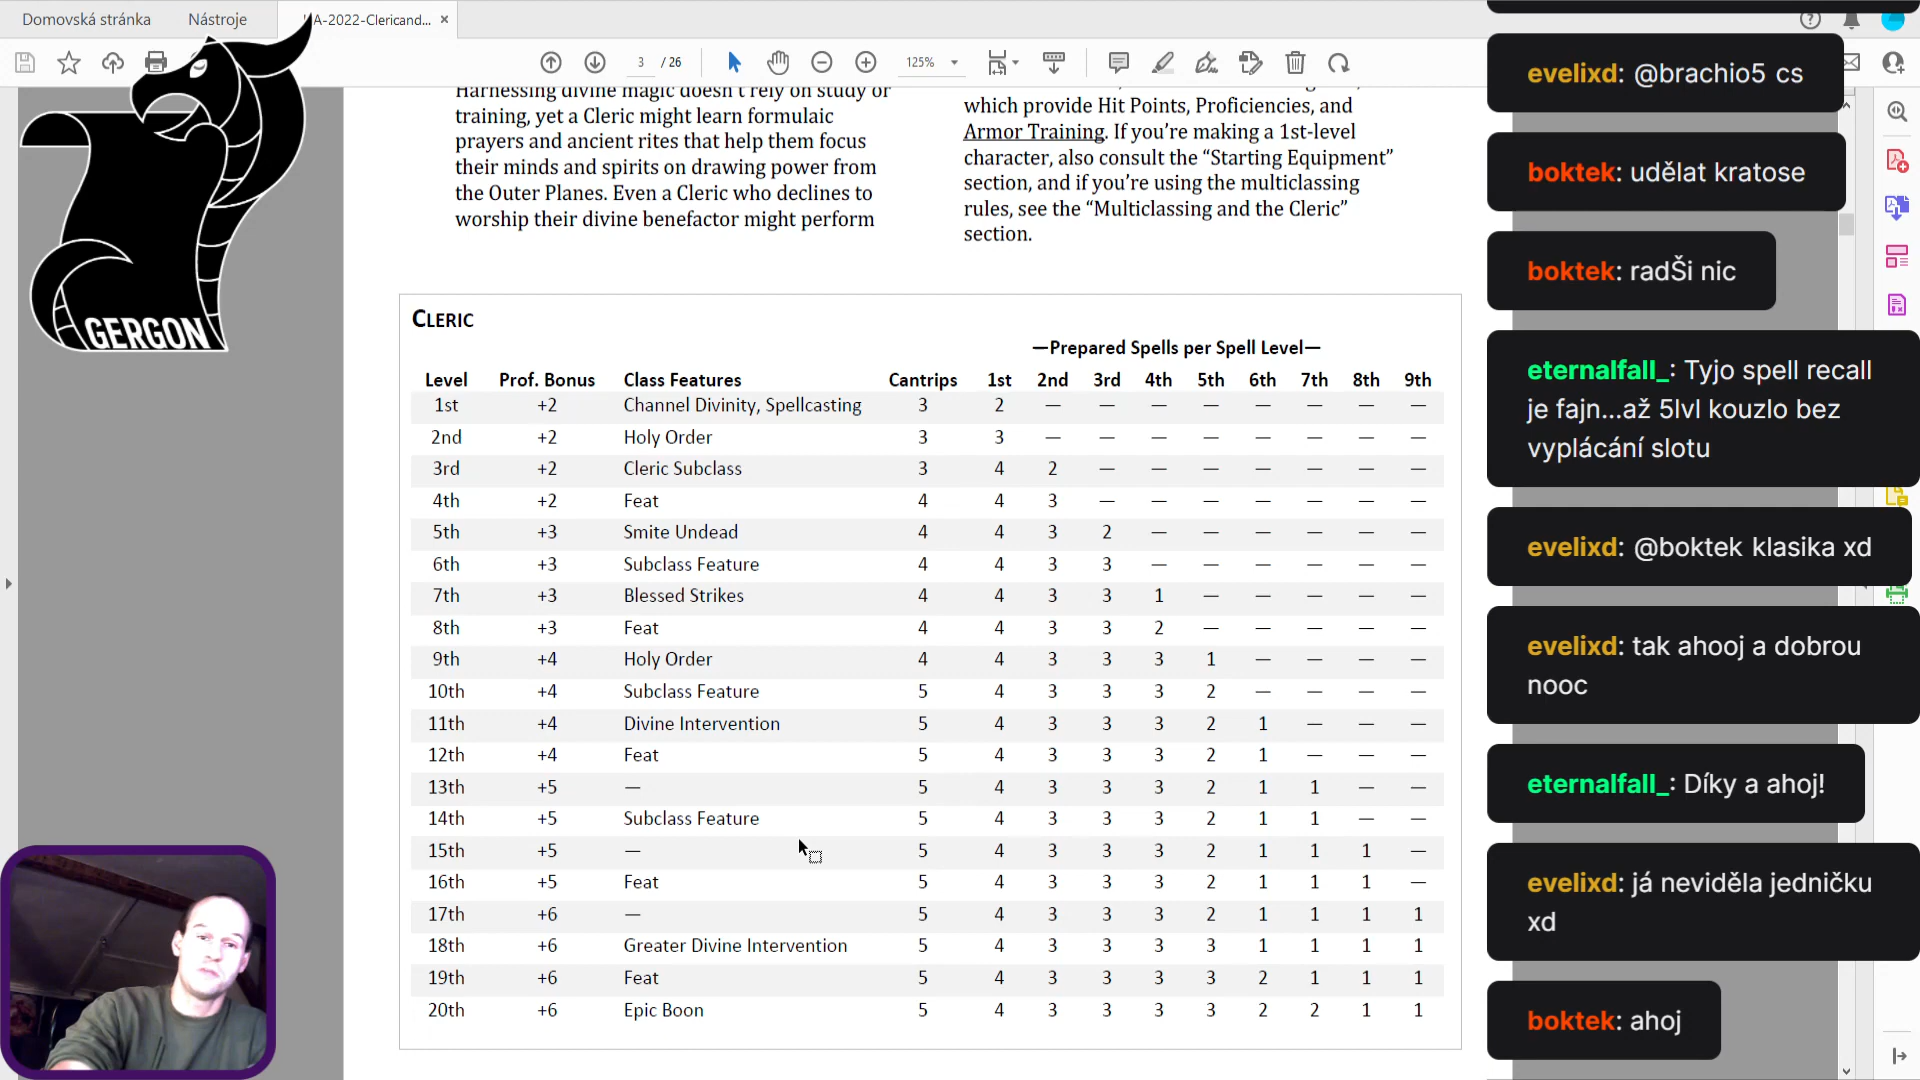 Domovská stránka
Nástroje
A-2022-Clericand...
3 / 26
125%
Harnessing divine magic doesn't rely on study or
training, yet a Cleric might learn formulaic
prayers and ancient rites that help them focus
their minds and spirits on drawing power from
the Outer Planes. Even a Cleric who declines to
worship their divine benefactor might perform
which provide Hit Points, Proficiencies, and
Armor Training. If you're making a 1st-level
character, also consult the “Starting Equipment”
section, and if you're using the multiclassing
rules, see the “Multiclassing and the Cleric”
section.
GERGON
CLERIC
—Prepared Spells per Spell Level—
Level Prof. Bonus Class Features Cantrips 1st 2nd 3rd 4th 5th 6th 7th 8th 9th
1st +2 Channel Divinity, Spellcasting 3 2 — — — — — — — —
2nd +2 Holy Order 3 3 — — — — — — — —
3rd +2 Cleric Subclass 3 4 2 — — — — — — —
4th +2 Feat 4 4 3 — — — — — — —
5th +3 Smite Undead 4 4 3 2 — — — — — —
6th +3 Subclass Feature 4 4 3 3 — — — — — —
7th +3 Blessed Strikes 4 4 3 3 1 — — — — —
8th +3 Feat 4 4 3 3 2 — — — — —
9th +4 Holy Order 4 4 3 3 3 1 — — — —
10th +4 Subclass Feature 5 4 3 3 3 2 — — — —
11th +4 Divine Intervention 5 4 3 3 3 2 1 — — —
12th +4 Feat 5 4 3 3 3 2 1 — — —
13th +5 — 5 4 3 3 3 2 1 1 — —
14th +5 Subclass Feature 5 4 3 3 3 2 1 1 — —
15th +5 — 5 4 3 3 3 2 1 1 1 —
16th +5 Feat 5 4 3 3 3 2 1 1 1 —
17th +6 — 5 4 3 3 3 2 1 1 1 1
18th +6 Greater Divine Intervention 5 4 3 3 3 3 1 1 1 1
19th +6 Feat 5 4 3 3 3 3 2 1 1 1
20th +6 Epic Boon 5 4 3 3 3 3 2 2 1 1
evelixd: @brachio5 cs
boktek: udělat kratose
boktek: radŠi nic
eternalfall_: Tyjo spell recall
je fajn...až 5lvl kouzlo bez
vyplácání slotu
evelixd: @boktek klasika xd
evelixd: tak ahooj a dobrou
nooc
eternalfall_: Díky a ahoj!
evelixd: já neviděla jedničku
xd
boktek: ahoj